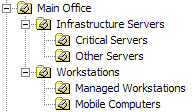 Main Office
Infrastructure Servers
Critical Servers
Other Servers
Workstations
Managed Workstations
Mobile Computers